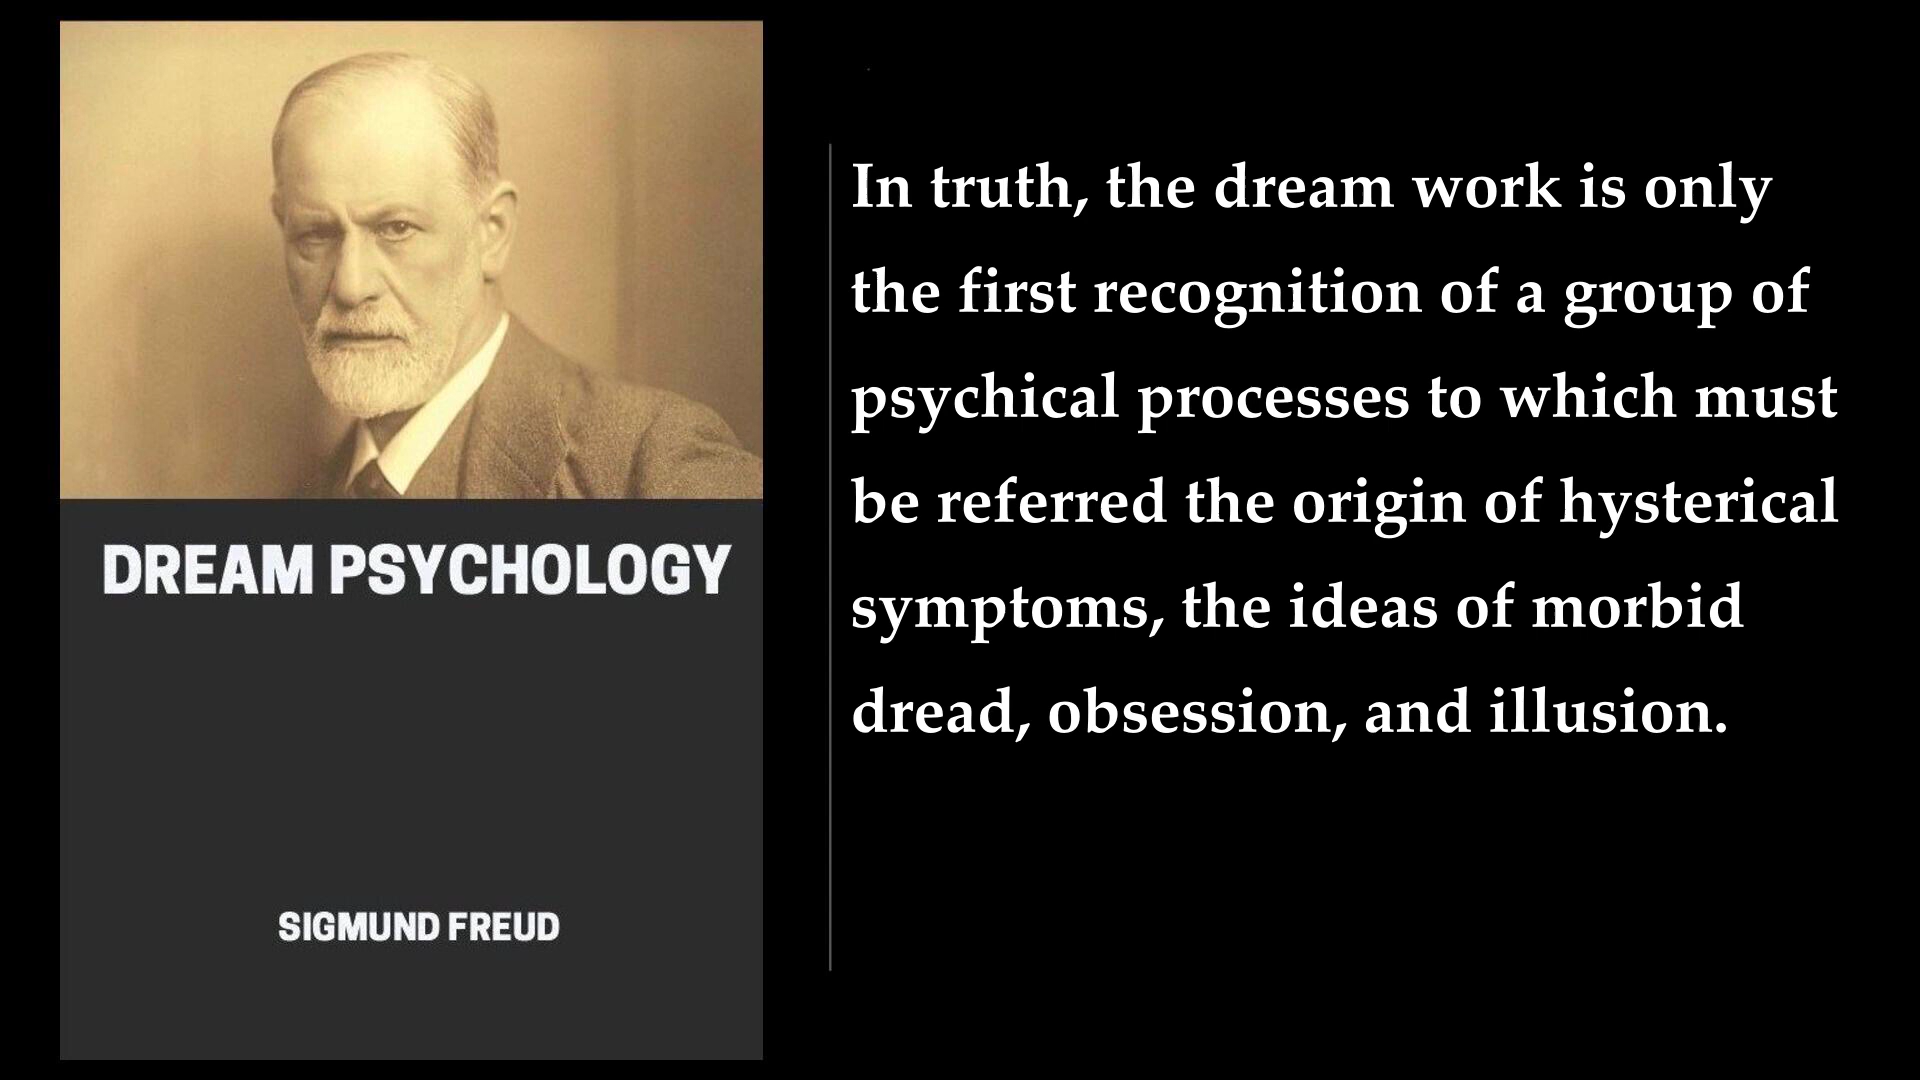 DREAM PSYCHOLOGY
SIGMUND FREUD
In truth, the dream work is only
the first recognition of a group of
psychical processes to which must
be referred the origin of hysterical
symptoms, the ideas of morbid
dread, obsession, and illusion.